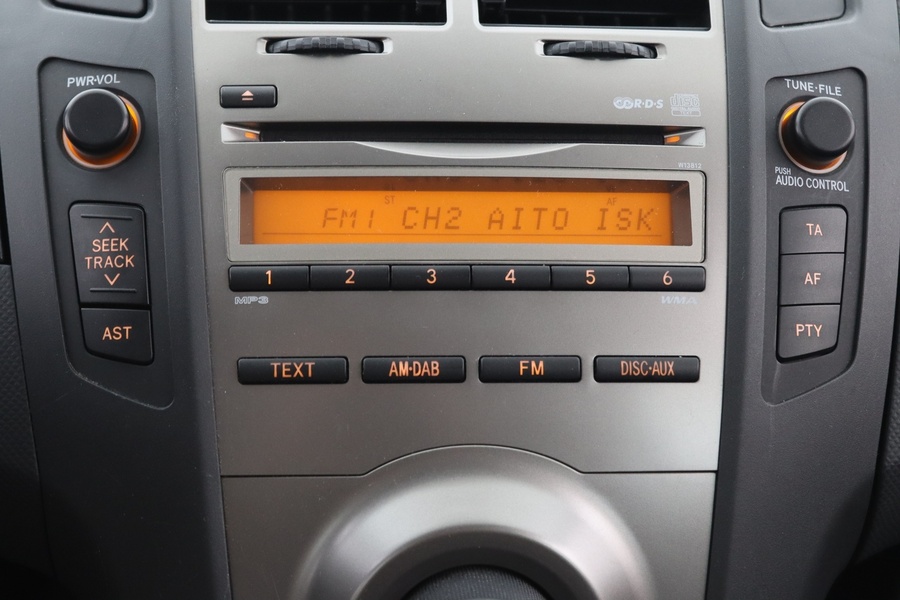 PWR·VOL
TUNE·FILE
R·D·S
W13812
PUSH
AUDIO CONTROL
ST
AF
FM1 CH2 AITO ISK
SEEK
TRACK
TA
1 2 3 4 5 6
AF
MP3 WMA
AST
PTY
TEXT AM·DAB FM DISC·AUX